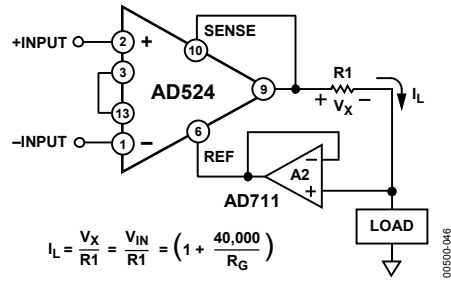 +INPUT
2
+
10
SENSE
3
AD524
9
R1
+ VX −
IL
13
6
−INPUT
1
−
REF
−
A2
+
AD711
LOAD
IL = VX/R1 = VIN/R1 = (1 + 40,000/RG)
00500-046